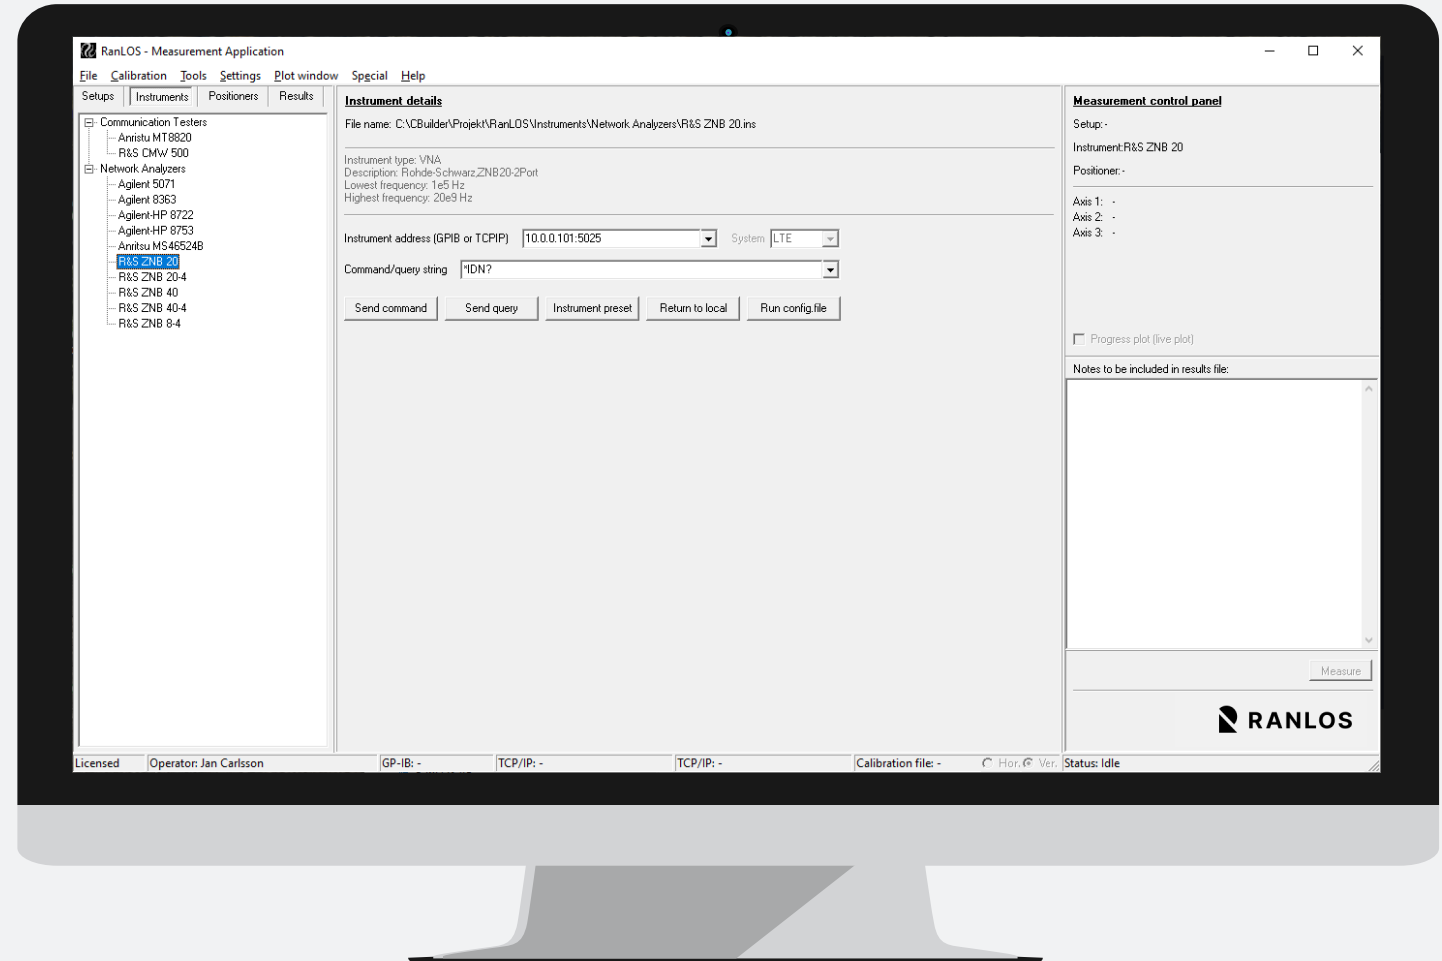 RanLOS - Measurement Application
File Calibration Tools Settings Plot window Special Help
Setups Instruments Positioners Results
Communication Testers
Anristu MT8820
R&S CMW 500
Network Analyzers
Agilent 5071
Agilent 8363
Agilent-HP 8722
Agilent-HP 8753
Anritsu MS46524B
R&S ZNB 20
R&S ZNB 20-4
R&S ZNB 40
R&S ZNB 40-4
R&S ZNB 8-4
Instrument details
File name: C:\CBuilder\Projekt\RanLOS\Instruments\Network Analyzers\R&S ZNB 20.ins
Instrument type: VNA
Description: Rohde-Schwarz,ZNB20-2Port
Lowest frequency: 1e5 Hz
Highest frequency: 20e9 Hz
Instrument address (GPIB or TCPIP) 10.0.0.101:5025 System LTE
Command/query string *IDN?
Send command Send query Instrument preset Return to local Run config.file
Measurement control panel
Setup: -
Instrument:R&S ZNB 20
Positioner: -
Axis 1: -
Axis 2: -
Axis 3: -
Progress plot (live plot)
Notes to be included in results file:
Measure
RANLOS
Licensed Operator: Jan Carlsson GP-IB: - TCP/IP: - TCP/IP: - Calibration file: - Hor. Ver. Status: Idle